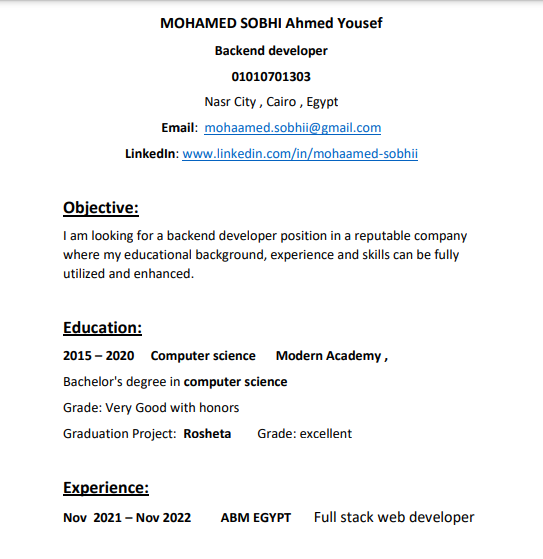 MOHAMED SOBHI Ahmed Yousef
Backend developer
01010701303
Nasr City , Cairo , Egypt
Email: mohaamed.sobhii@gmail.com
LinkedIn: www.linkedin.com/in/mohaamed-sobhii
Objective:
I am looking for a backend developer position in a reputable company
where my educational background, experience and skills can be fully
utilized and enhanced.
Education:
2015 – 2020 Computer science Modern Academy ,
Bachelor's degree in computer science
Grade: Very Good with honors
Graduation Project: Rosheta Grade: excellent
Experience:
Nov 2021 – Nov 2022 ABM EGYPT Full stack web developer